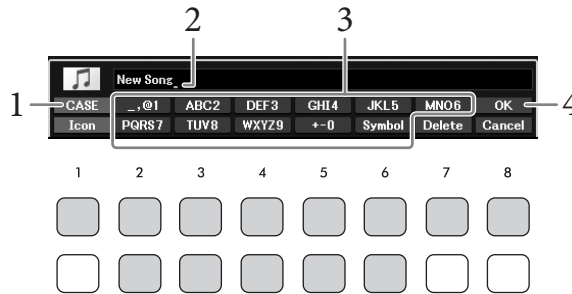 2
3
New Song_
1
CASE _,@1 ABC2 DEF3 GHI4 JKL5 MNO6 OK
4
Icon PQRS7 TUV8 WXYZ9 +-0 Symbol Delete Cancel
1 2 3 4 5 6 7 8